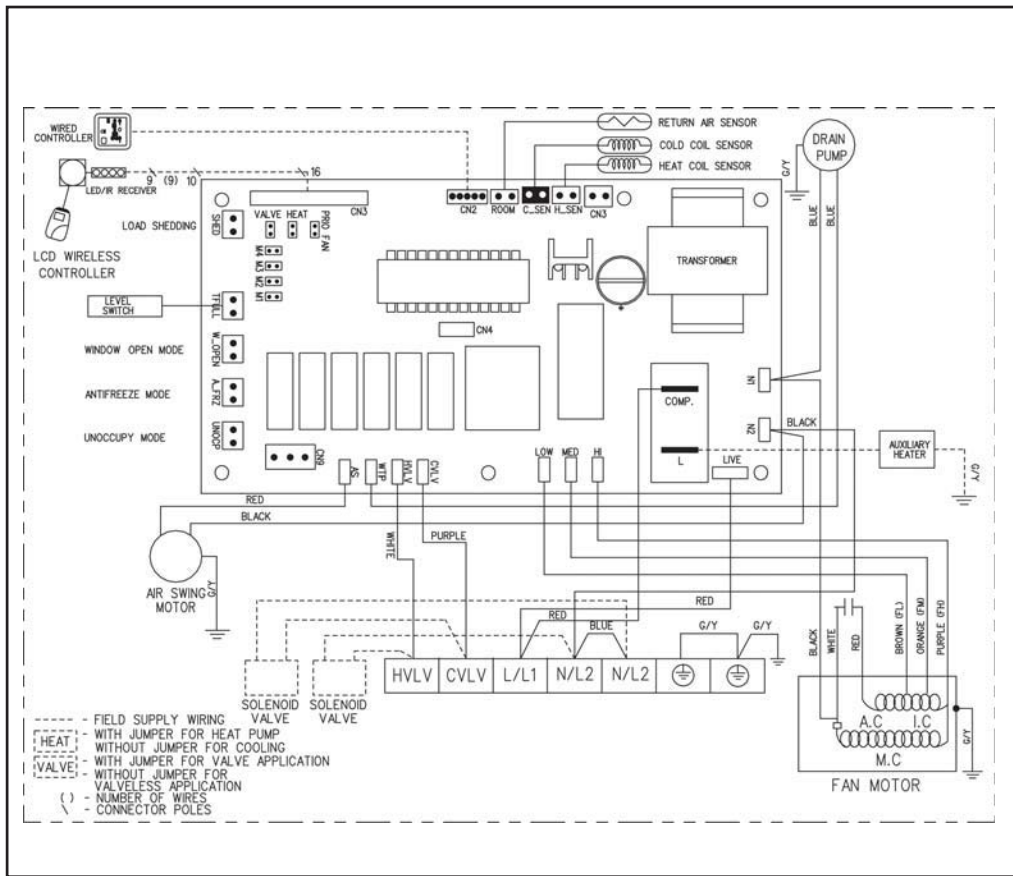 WIRED
CONTROLLER
RETURN AIR SENSOR
COLD COIL SENSOR
HEAT COIL SENSOR
DRAIN
PUMP
G/Y
BLUE
BLUE
9 (9) 10
16
LED/IR RECEIVER
LCD WIRELESS
CONTROLLER
CN3
CN2
ROOM
C_SEN
H_SEN
CN3
LOAD SHEDDING
SHED
VALVE
HEAT
PRO FAN
M4
M3
M2
M1
TRANSFORMER
LEVEL
SWITCH
TFULL
CN4
WINDOW OPEN MODE
W_OPEN
ANTIFREEZE MODE
A_FRZ
UNOCCUPY MODE
UNOCP
COMP.
L
N1
N2
BLACK
AUXILIARY
HEATER
G/Y
CN9
AS
WTP
HVLV
CVLV
LOW
MED
HI
LIVE
RED
BLACK
WHITE
PURPLE
AIR SWING
MOTOR
G/Y
RED
RED
BLUE
G/Y
G/Y
HVLV
CVLV
L/L1
N/L2
N/L2
SOLENOID
VALVE
SOLENOID
VALVE
BLACK
WHITE
RED
BROWN (FL)
ORANGE (FM)
PURPLE (FH)
A.C
I.C
M.C
G/Y
FAN MOTOR
- FIELD SUPPLY WIRING
HEAT - WITH JUMPER FOR HEAT PUMP
WITHOUT JUMPER FOR COOLING
VALVE - WITH JUMPER FOR VALVE APPLICATION
- WITHOUT JUMPER FOR
VALVELESS APPLICATION
( ) - NUMBER OF WIRES
\ - CONNECTOR POLES